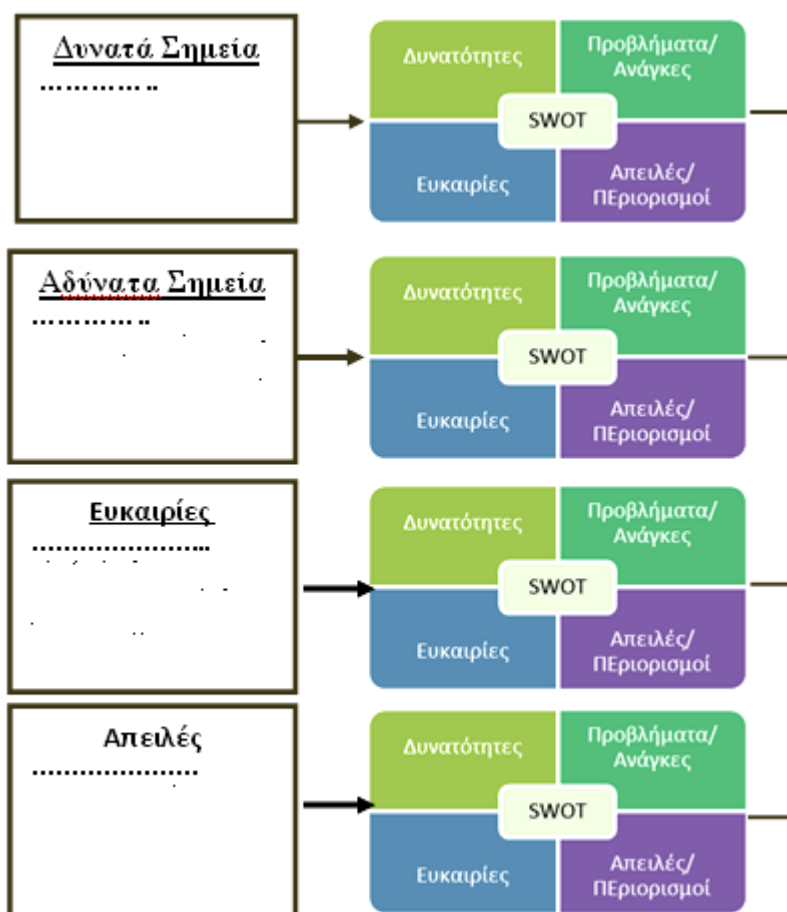 Δυνατά Σημεία
…………. ..
Δυνατότητες
Προβλήματα/
Ανάγκες
SWOT
Ευκαιρίες
Απειλές/
ΠΕριορισμοί
Αδύνατα Σημεία
…………. ..
Δυνατότητες
Προβλήματα/
Ανάγκες
SWOT
Ευκαιρίες
Απειλές/
ΠΕριορισμοί
Ευκαιρίες
…………………..
Δυνατότητες
Προβλήματα/
Ανάγκες
SWOT
Ευκαιρίες
Απειλές/
ΠΕριορισμοί
Απειλές
………………….
Δυνατότητες
Προβλήματα/
Ανάγκες
SWOT
Ευκαιρίες
Απειλές/
ΠΕριορισμοί